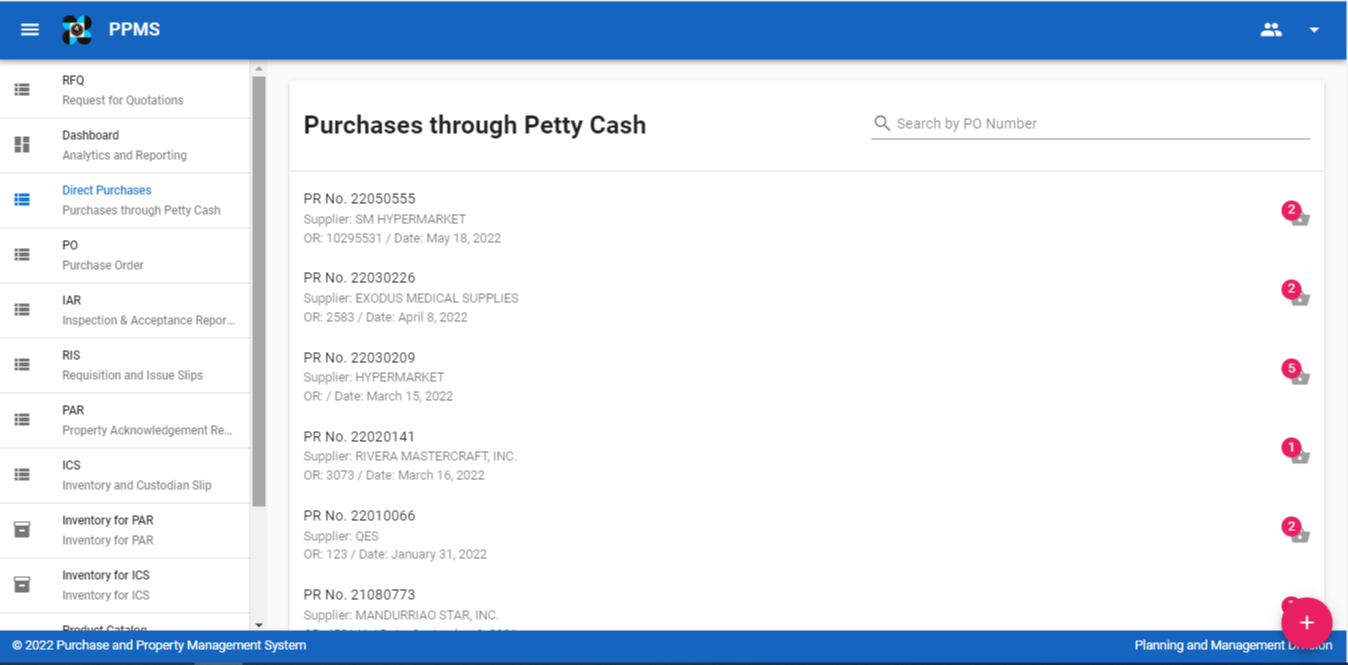 PPMS
RFQ
Request for Quotations
Dashboard
Analytics and Reporting
Direct Purchases
Purchases through Petty Cash
PO
Purchase Order
IAR
Inspection & Acceptance Repor...
RIS
Requisition and Issue Slips
PAR
Property Acknowledgement Re...
ICS
Inventory and Custodian Slip
Inventory for PAR
Inventory for PAR
Inventory for ICS
Inventory for ICS
Product Catalog
Purchases through Petty Cash
Search by PO Number
PR No. 22050555
Supplier: SM HYPERMARKET
OR: 10295531 / Date: May 18, 2022
2
PR No. 22030226
Supplier: EXODUS MEDICAL SUPPLIES
OR: 2583 / Date: April 8, 2022
2
PR No. 22030209
Supplier: HYPERMARKET
OR: / Date: March 15, 2022
5
PR No. 22020141
Supplier: RIVERA MASTERCRAFT, INC.
OR: 3073 / Date: March 16, 2022
1
PR No. 22010066
Supplier: QES
OR: 123 / Date: January 31, 2022
2
PR No. 21080773
Supplier: MANDURRIAO STAR, INC.
+
© 2022 Purchase and Property Management System
Planning and Management Division